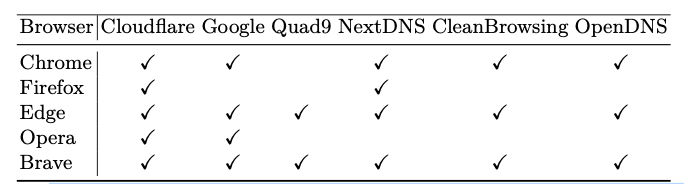 Browser Cloudflare Google Quad9 NextDNS CleanBrowsing OpenDNS
Chrome ✓ ✓ ✓ ✓ ✓
Firefox ✓ ✓
Edge ✓ ✓ ✓ ✓ ✓ ✓
Opera ✓ ✓
Brave ✓ ✓ ✓ ✓ ✓ ✓